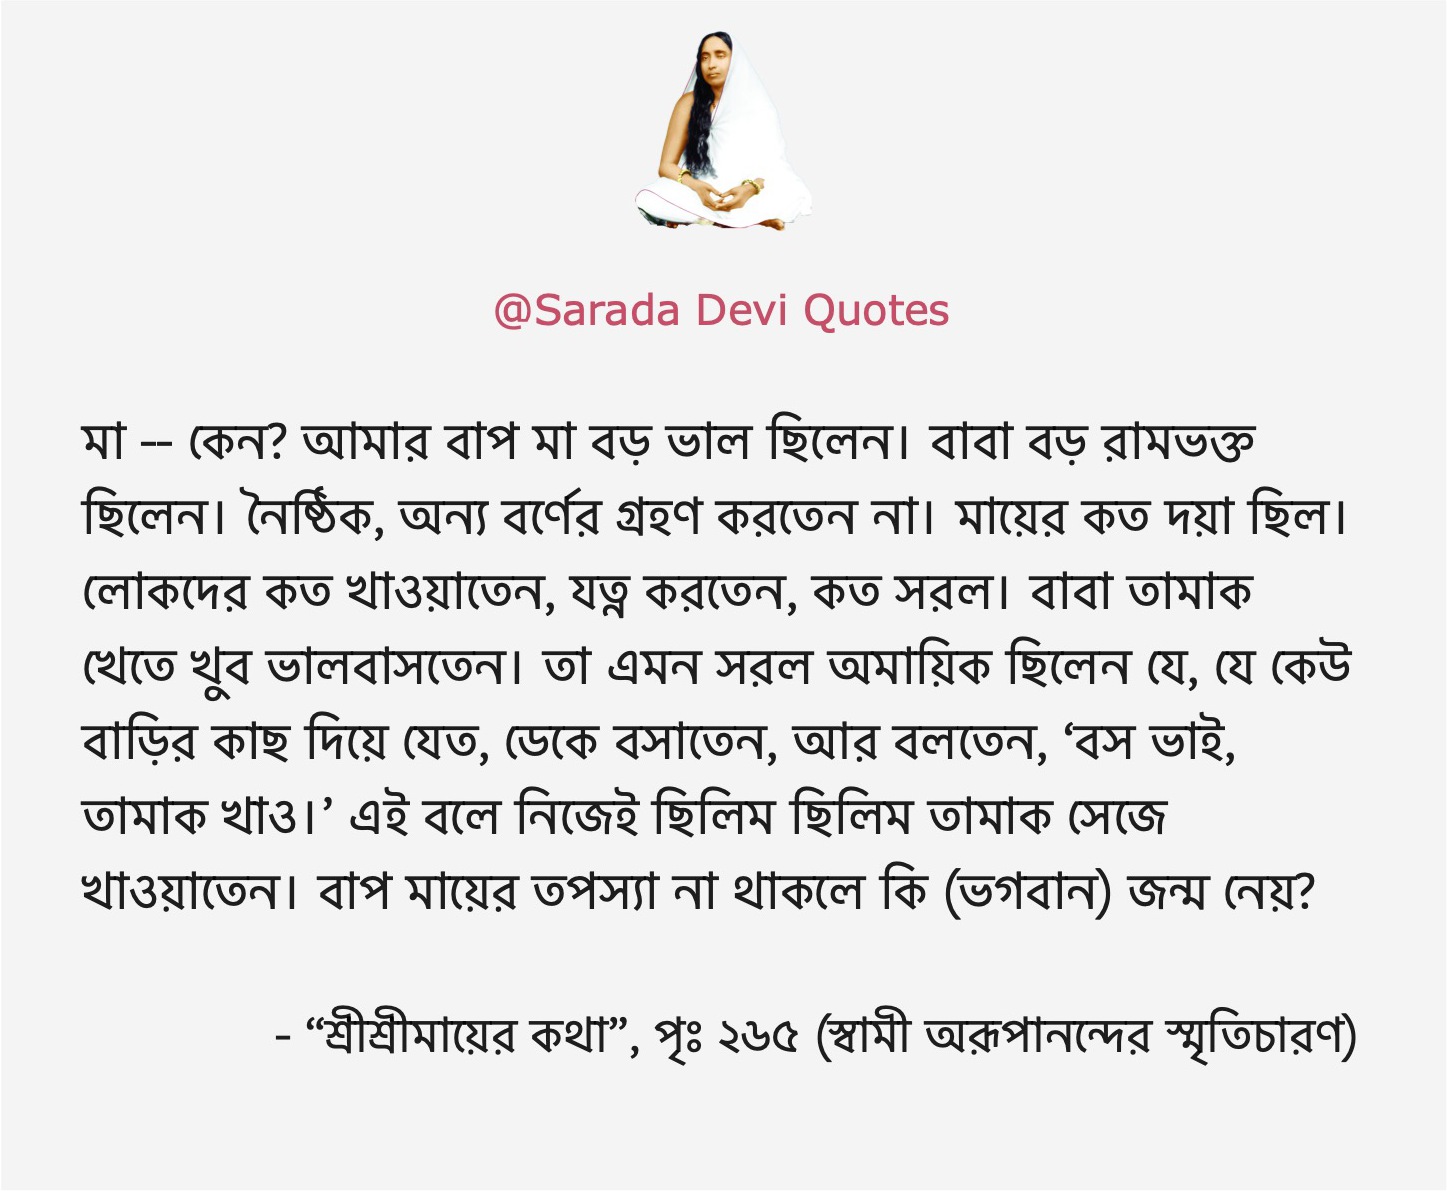 @Sarada Devi Quotes
মা -- কেন? আমার বাপ মা বড় ভাল ছিলেন। বাবা বড় রামভক্ত
ছিলেন। নৈষ্ঠিক, অন্য বর্ণের গ্রহণ করতেন না। মায়ের কত দয়া ছিল।
লোকদের কত খাওয়াতেন, যত্ন করতেন, কত সরল। বাবা তামাক
খেতে খুব ভালবাসতেন। তা এমন সরল অমায়িক ছিলেন যে, যে কেউ
বাড়ির কাছ দিয়ে যেত, ডেকে বসাতেন, আর বলতেন, ‘বস ভাই,
তামাক খাও।’ এই বলে নিজেই ছিলিম ছিলিম তামাক সেজে
খাওয়াতেন। বাপ মায়ের তপস্যা না থাকলে কি (ভগবান) জন্ম নেয়?
- “শ্রীশ্রীমায়ের কথা”, পৃঃ ২৬৫ (স্বামী অরূপানন্দের স্মৃতিচারণ)